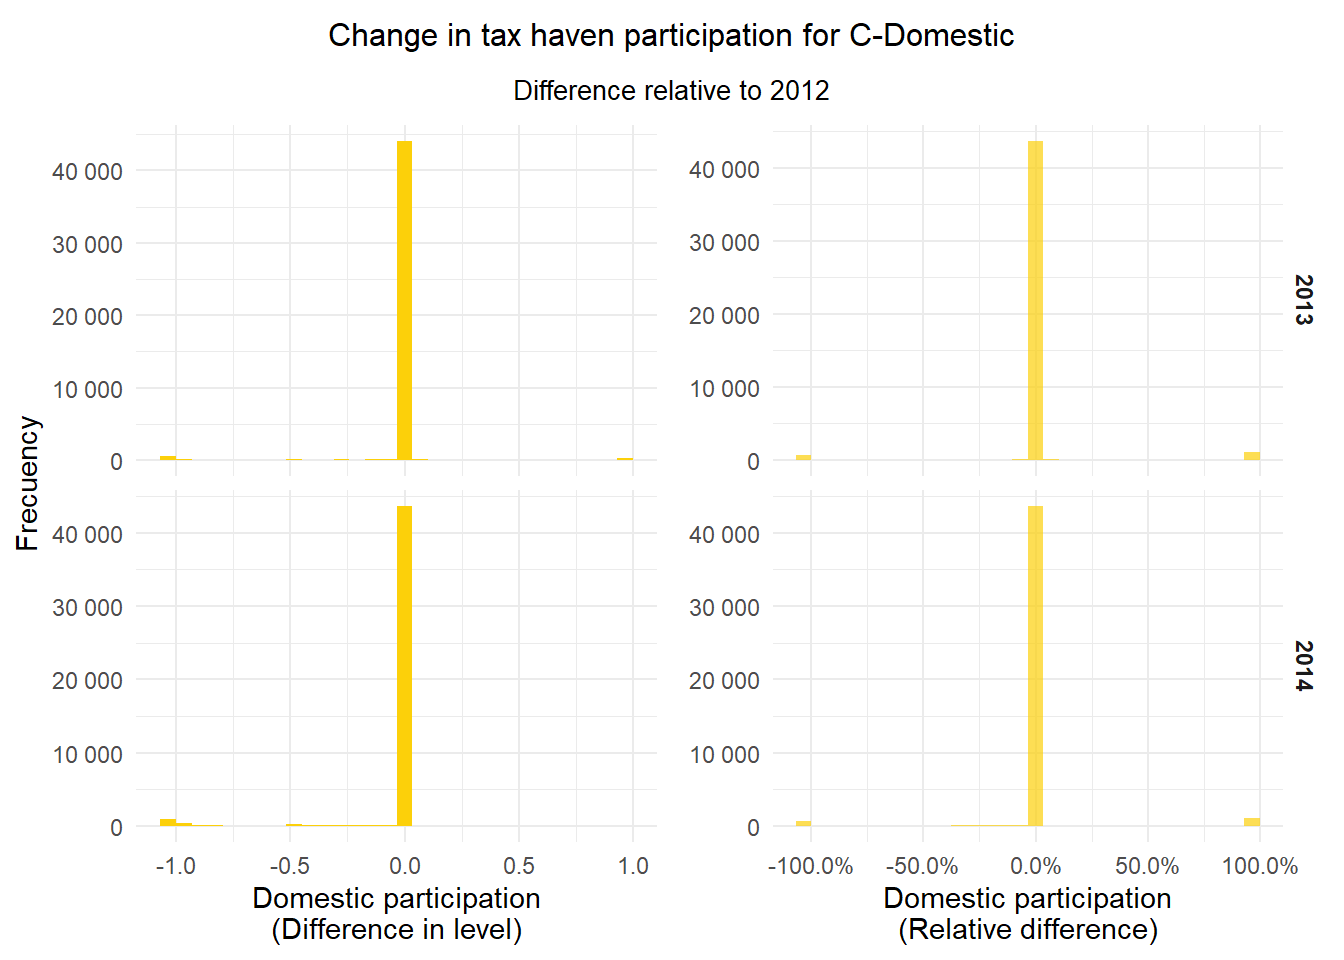 Change in tax haven participation for C-Domestic
Difference relative to 2012
Frecuency
40 000
30 000
20 000
10 000
0
40 000
30 000
20 000
10 000
0
2013
40 000
30 000
20 000
10 000
0
40 000
30 000
20 000
10 000
0
2014
-1.0 -0.5 0.0 0.5 1.0
-100.0% -50.0% 0.0% 50.0% 100.0%
Domestic participation
(Difference in level)
Domestic participation
(Relative difference)